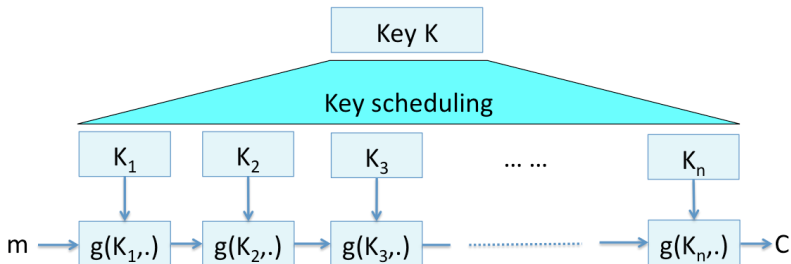 Key K
Key scheduling
K₁ K₂ K₃ ... ... Kₙ
m g(K₁,.) g(K₂,.) g(K₃,.) g(Kₙ,.) C